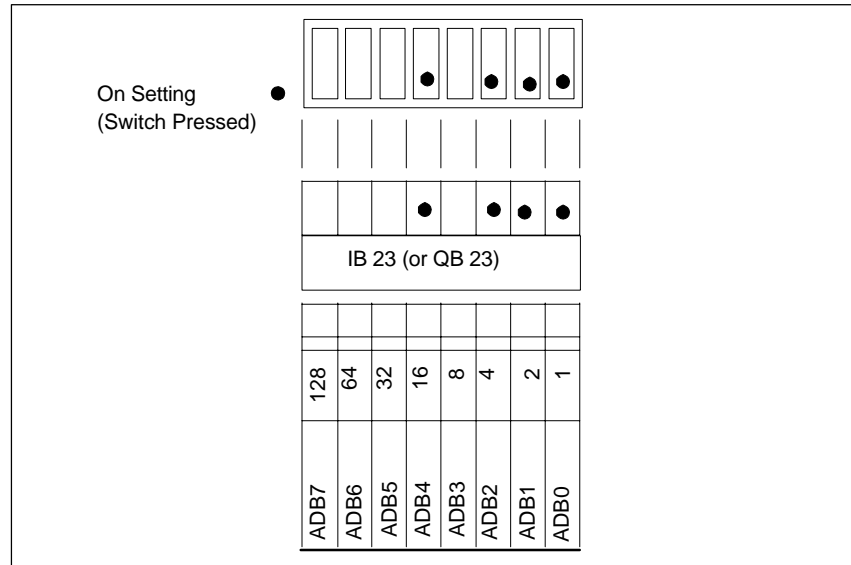 On Setting
(Switch Pressed)
IB 23 (or QB 23)
128 64 32 16 8 4 2 1
ADB7 ADB6 ADB5 ADB4 ADB3 ADB2 ADB1 ADB0